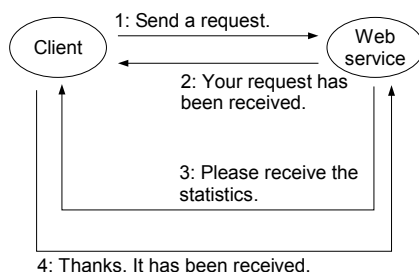 1: Send a request.
Client
Web
service
2: Your request has
been received.
3: Please receive the
statistics.
4: Thanks. It has been received.